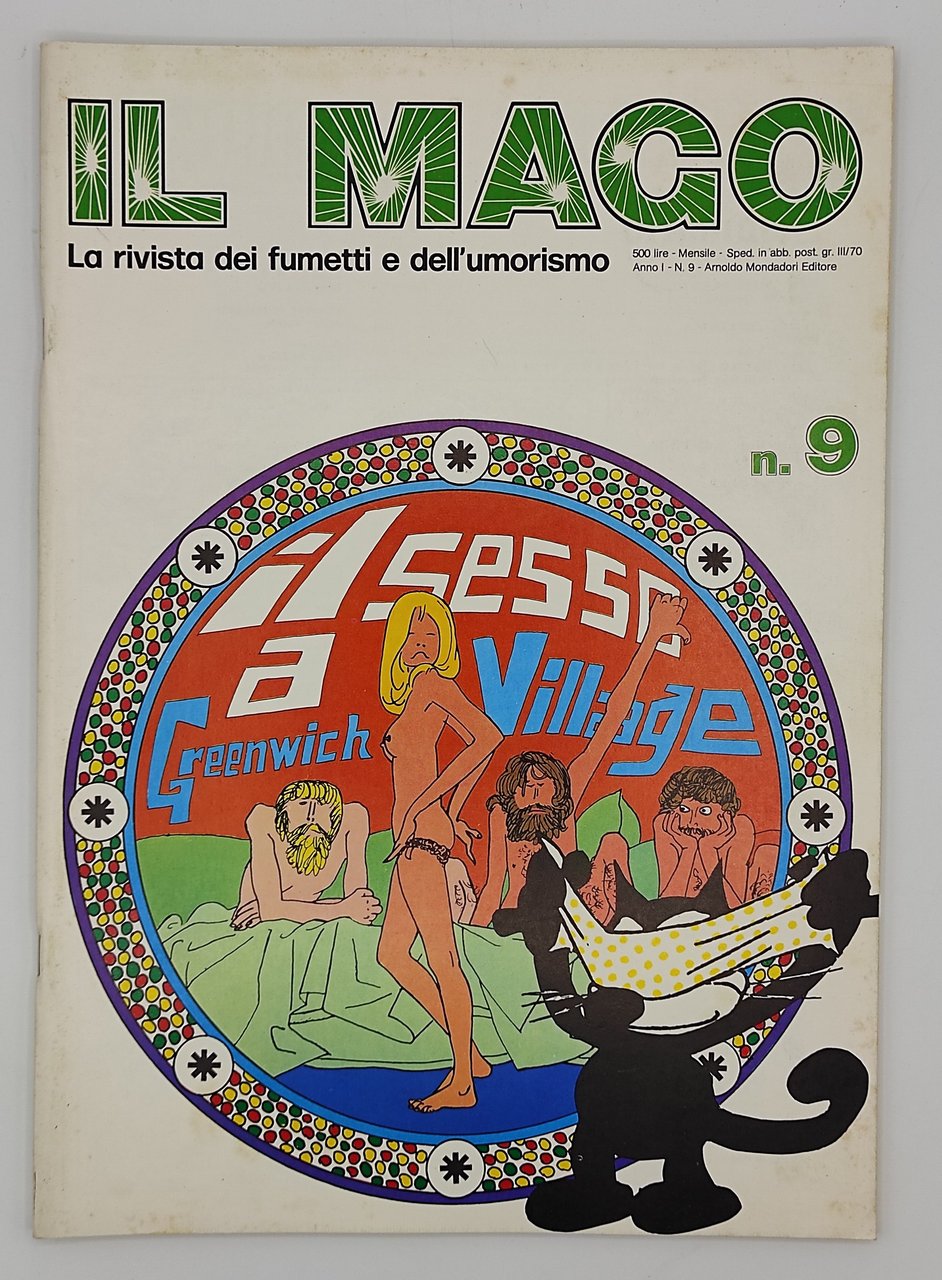 IL MAGO
La rivista dei fumetti e dell'umorismo
500 lire - Mensile - Sped. in abb. post. gr. III/70
Anno I - N. 9 - Arnoldo Mondadori Editore
n. 9
il sesso
a
Greenwich Village